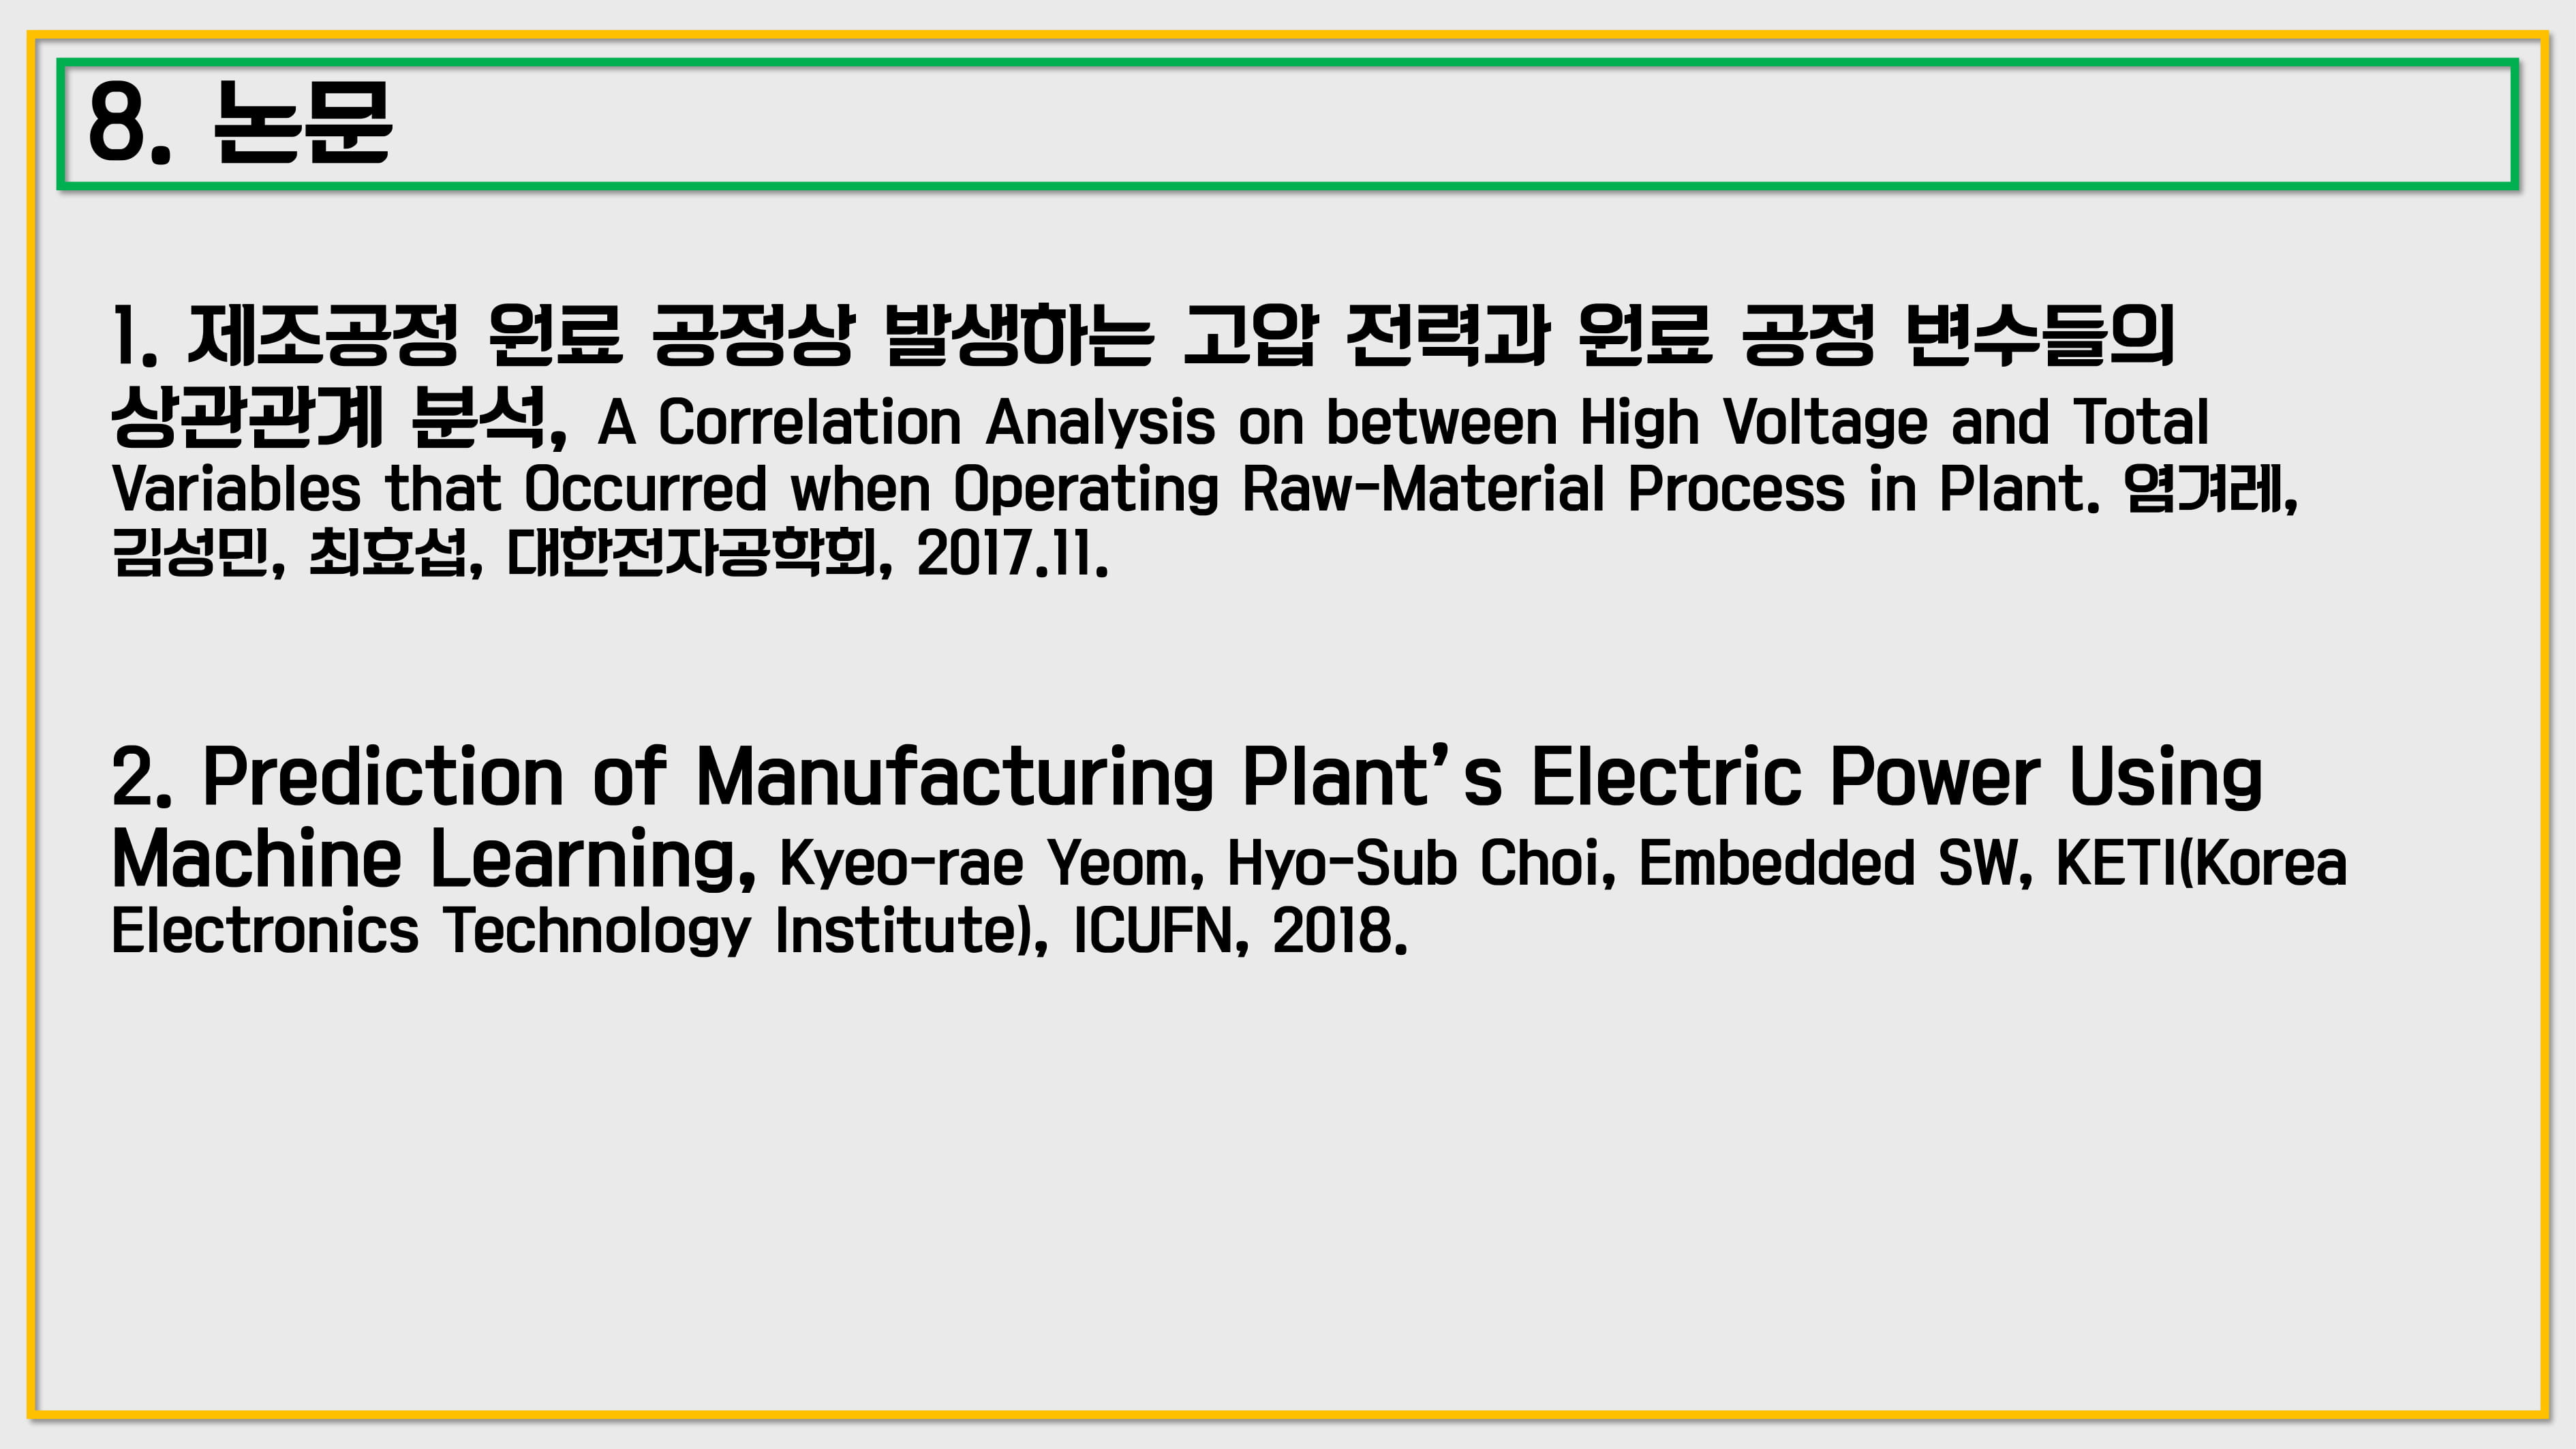 8. 논문
1. 제조공정 원료 공정상 발생하는 고압 전력과 원료 공정 변수들의
상관관계 분석, A Correlation Analysis on between High Voltage and Total
Variables that Occurred when Operating Raw-Material Process in Plant. 염겨레,
김성민, 최효섭, 대한전자공학회, 2017.11.
2. Prediction of Manufacturing Plant’s Electric Power Using
Machine Learning, Kyeo-rae Yeom, Hyo-Sub Choi, Embedded SW, KETI(Korea
Electronics Technology Institute), ICUFN, 2018.